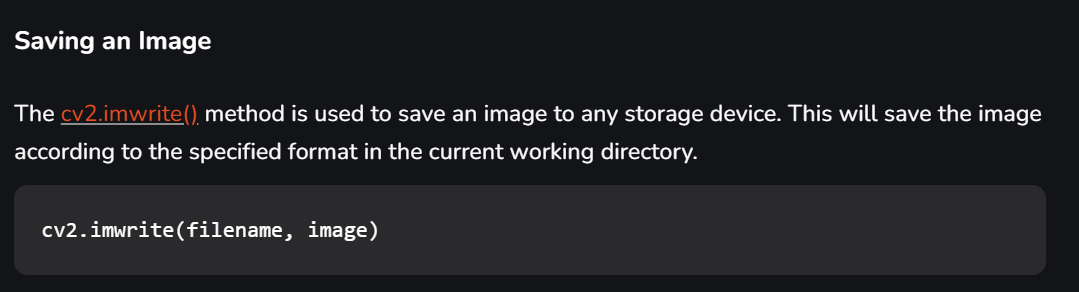 Saving an Image
The cv2.imwrite() method is used to save an image to any storage device. This will save the image
according to the specified format in the current working directory.
cv2.imwrite(filename, image)